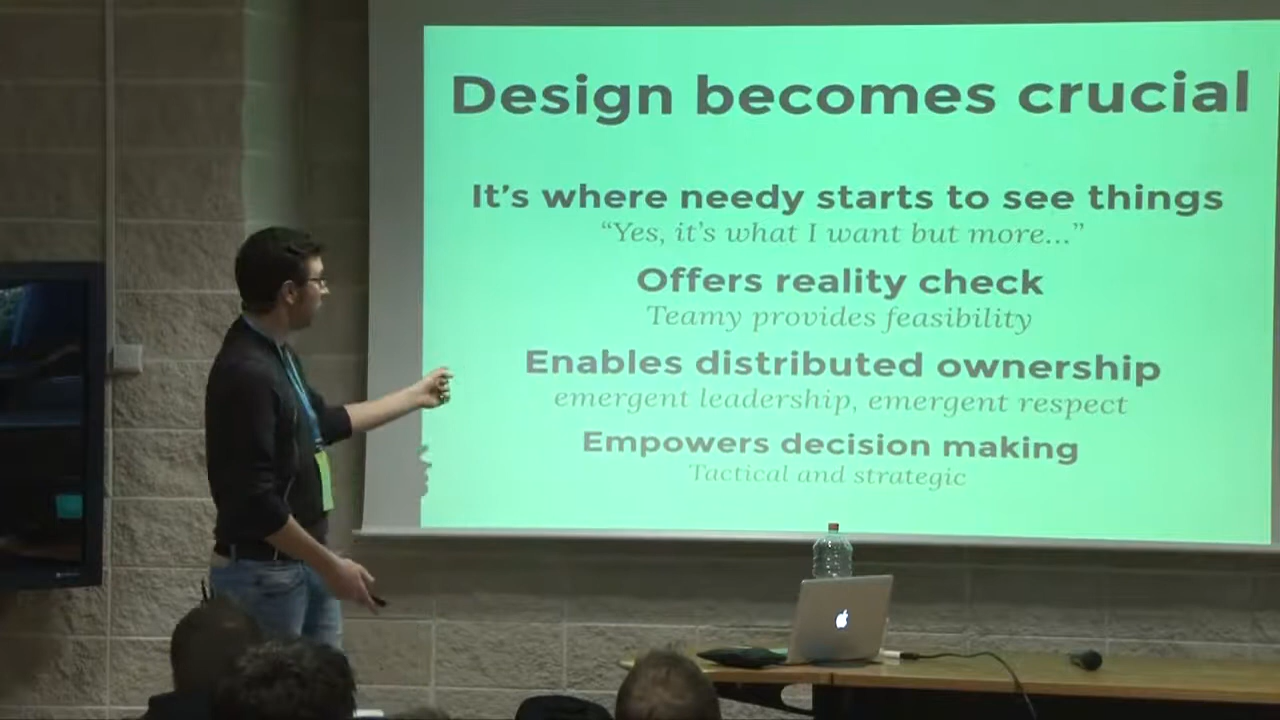 Design becomes crucial
It's where needy starts to see things
“Yes, it's what I want but more...”
Offers reality check
Teamy provides feasibility
Enables distributed ownership
emergent leadership, emergent respect
Empowers decision making
Tactical and strategic